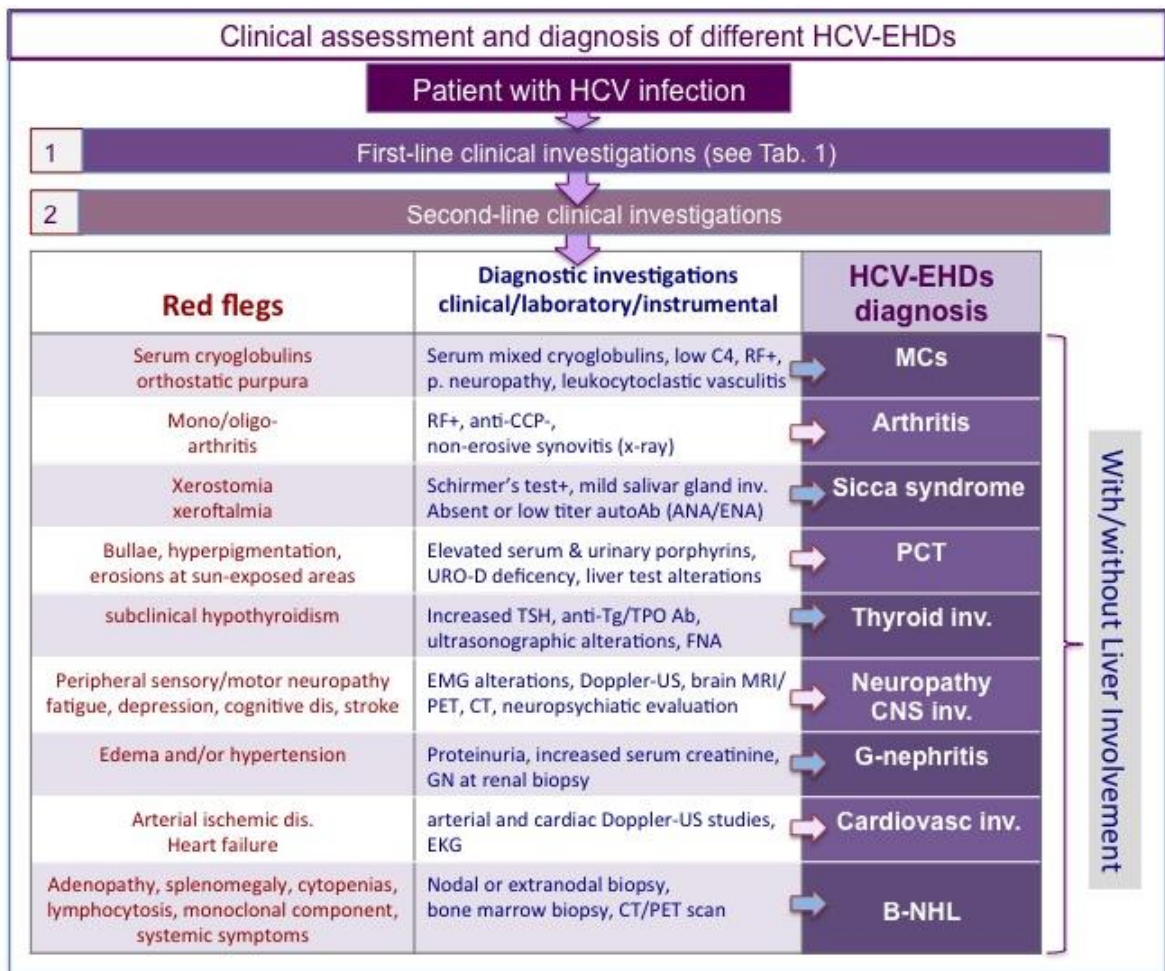 Clinical assessment and diagnosis of different HCV-EHDs
Patient with HCV infection
1
First-line clinical investigations (see Tab. 1)
2
Second-line clinical investigations
Red flegs
Diagnostic investigations
clinical/laboratory/instrumental
HCV-EHDs
diagnosis
Serum cryoglobulins
orthostatic purpura
Serum mixed cryoglobulins, low C4, RF+,
p. neuropathy, leukocytoclastic vasculitis
MCs
Mono/oligo-
arthritis
RF+, anti-CCP-,
non-erosive synovitis (x-ray)
Arthritis
Xerostomia
xeroftalmia
Schirmer's test+, mild salivar gland inv.
Absent or low titer autoAb (ANA/ENA)
Sicca syndrome
Bullae, hyperpigmentation,
erosions at sun-exposed areas
Elevated serum & urinary porphyrins,
URO-D deficency, liver test alterations
PCT
subclinical hypothyroidism
Increased TSH, anti-Tg/TPO Ab,
ultrasonographic alterations, FNA
Thyroid inv.
Peripheral sensory/motor neuropathy
fatigue, depression, cognitive dis, stroke
EMG alterations, Doppler-US, brain MRI/
PET, CT, neuropsychiatic evaluation
Neuropathy
CNS inv.
Edema and/or hypertension
Proteinuria, increased serum creatinine,
GN at renal biopsy
G-nephritis
Arterial ischemic dis.
Heart failure
arterial and cardiac Doppler-US studies,
EKG
Cardiovasc inv.
Adenopathy, splenomegaly, cytopenias,
lymphocytosis, monoclonal component,
systemic symptoms
Nodal or extranodal biopsy,
bone marrow biopsy, CT/PET scan
B-NHL
With/without Liver Involvement